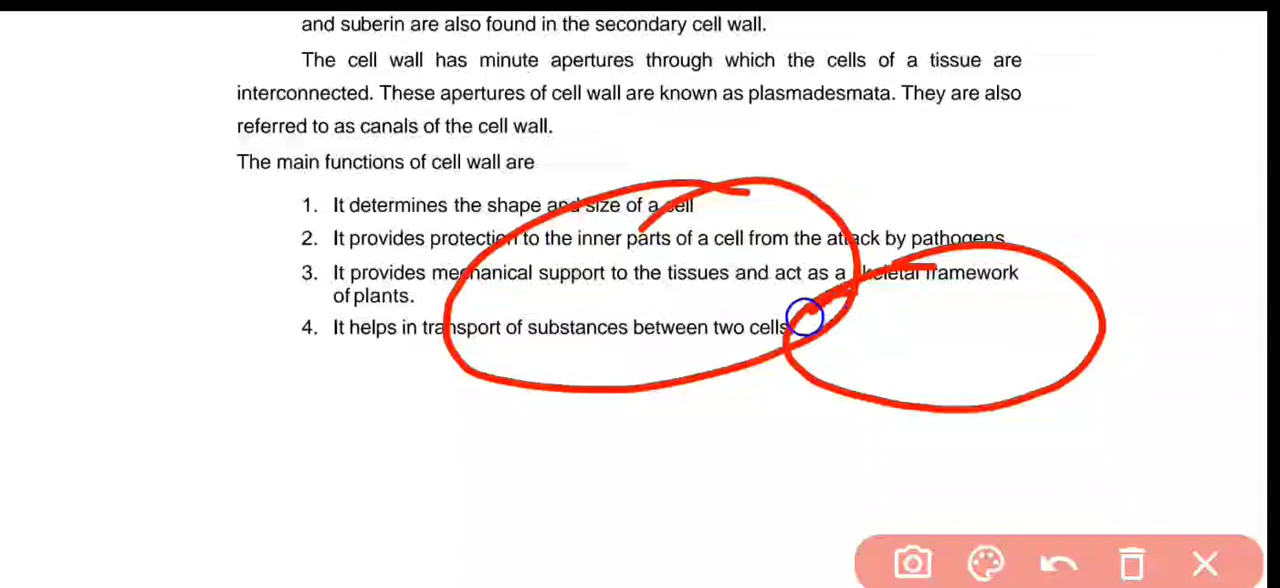 and suberin are also found in the secondary cell wall.
The cell wall has minute apertures through which the cells of a tissue are
interconnected. These apertures of cell wall are known as plasmadesmata. They are also
referred to as canals of the cell wall.
The main functions of cell wall are
1. It determines the shape and size of a cell
2. It provides protection to the inner parts of a cell from the attack by pathogens
3. It provides mechanical support to the tissues and act as a skeletal framework
of plants.
4. It helps in transport of substances between two cells